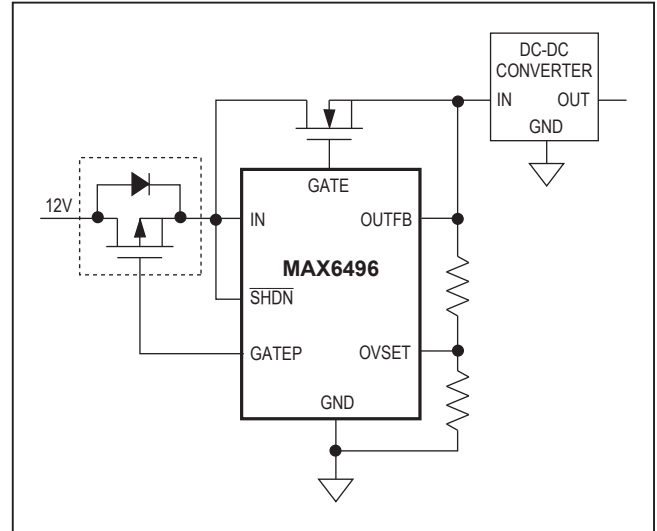 DC-DC
CONVERTER
IN OUT
GND
GATE
12V
IN OUTFB
MAX6496
SHDN
GATEP OVSET
GND